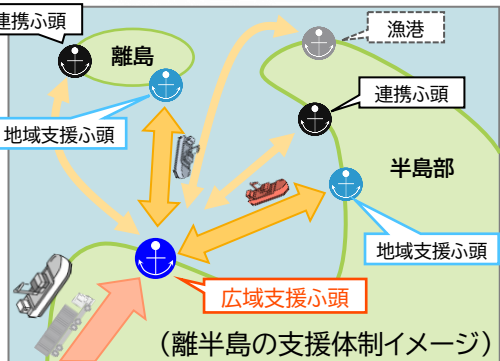 連携ふ頭
離島
漁港
連携ふ頭
地域支援ふ頭
半島部
地域支援ふ頭
広域支援ふ頭
(離半島の支援体制イメージ)